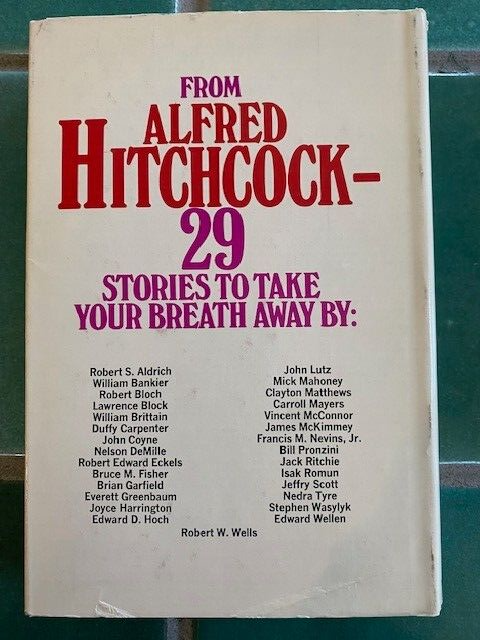 FROM
ALFRED
HITCHCOCK–
29
STORIES TO TAKE
YOUR BREATH AWAY BY:
Robert S. Aldrich
William Bankier
Robert Bloch
Lawrence Block
William Brittain
Duffy Carpenter
John Coyne
Nelson DeMille
Robert Edward Eckels
Bruce M. Fisher
Brian Garfield
Everett Greenbaum
Joyce Harrington
Edward D. Hoch
John Lutz
Mick Mahoney
Clayton Matthews
Carroll Mayers
Vincent McConnor
James McKimmey
Francis M. Nevins, Jr.
Bill Pronzini
Jack Ritchie
Isak Romun
Jeffry Scott
Nedra Tyre
Stephen Wasylyk
Edward Wellen
Robert W. Wells